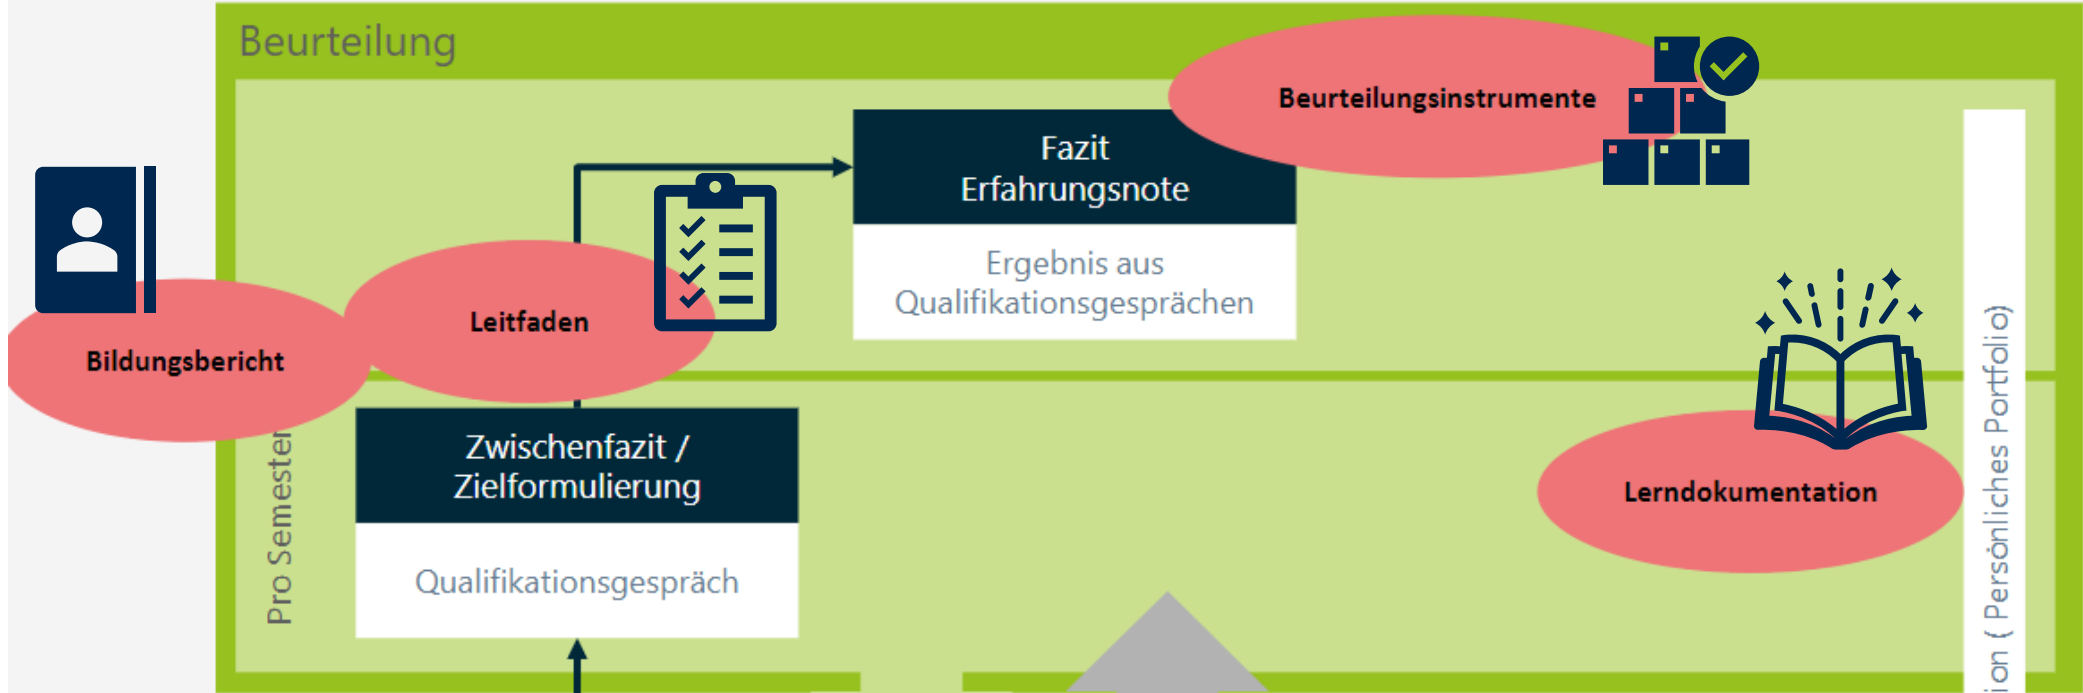 Beurteilung
Beurteilungsinstrumente
Fazit
Erfahrungsnote
Ergebnis aus
Qualifikationsgesprächen
Leitfaden
Bildungsbericht
Zwischenfazit /
Zielformulierung
Qualifikationsgespräch
Pro Semester
Lerndokumentation
ion ( Persönliches Portfolio)